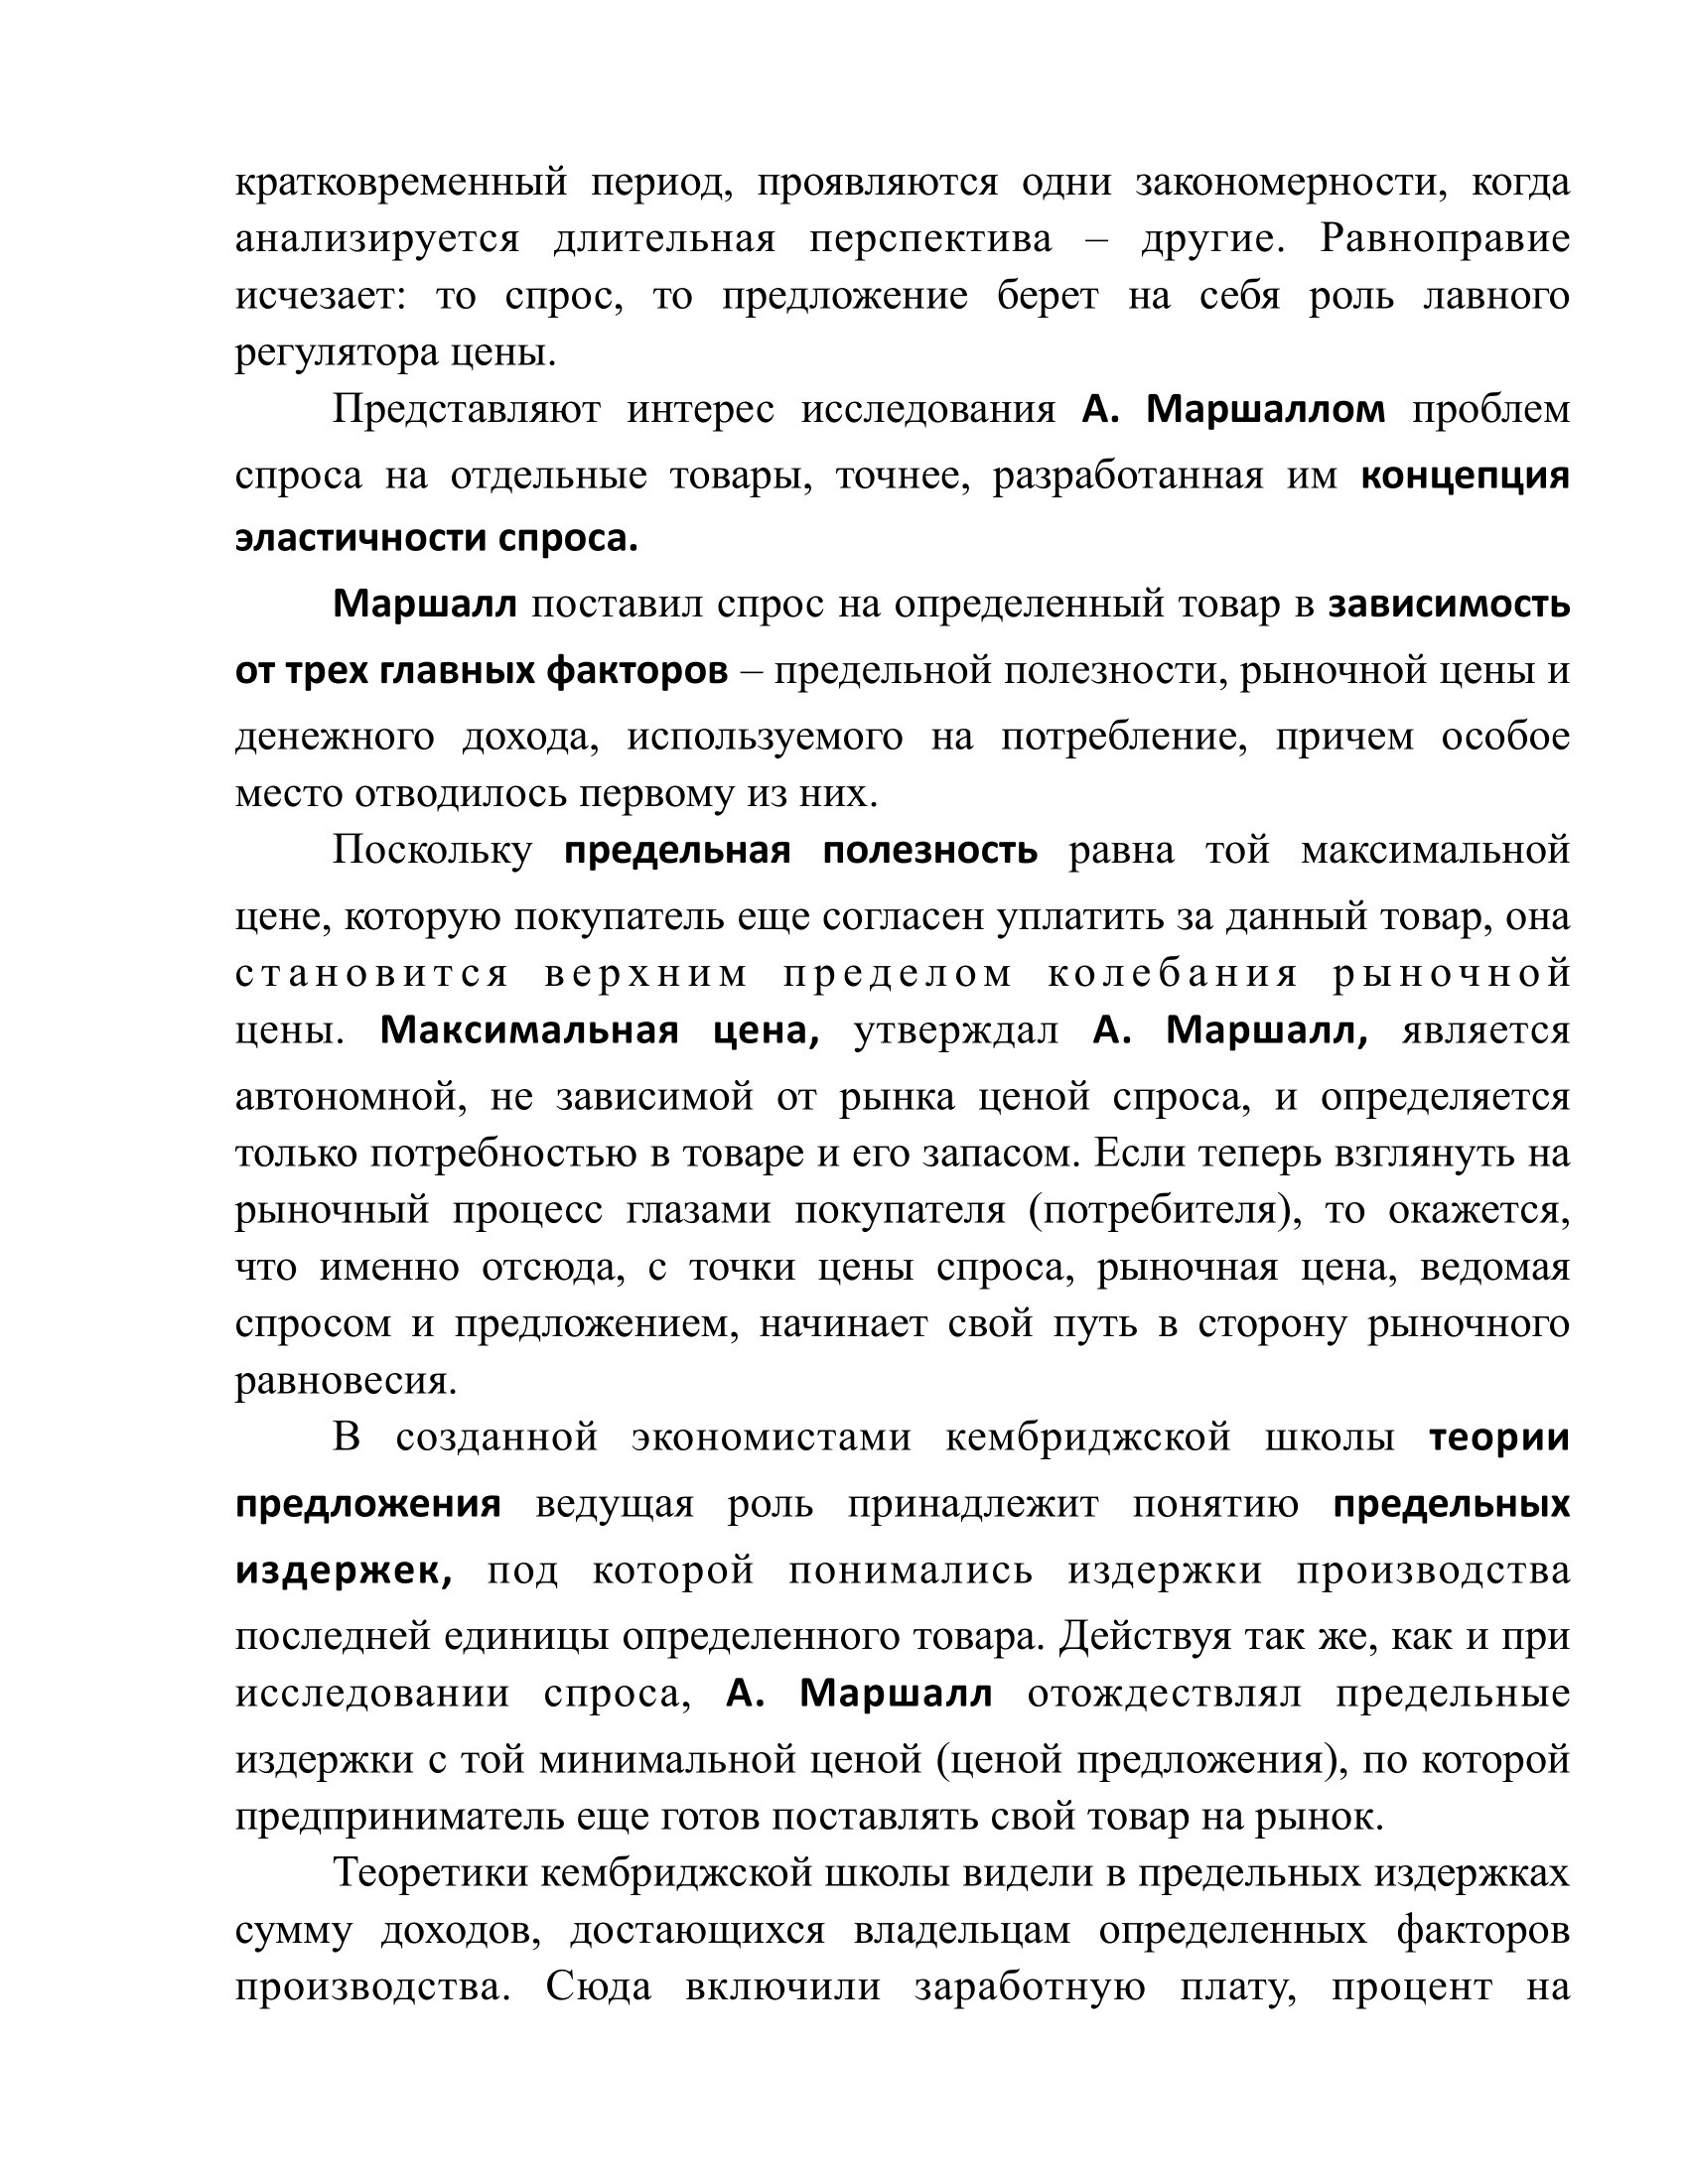 кратковременный период, проявляются одни закономерности, когда
анализируется длительная перспектива – другие. Равноправие
исчезает: то спрос, то предложение берет на себя роль лавного
регулятора цены.
Представляют интерес исследования А. Маршаллом проблем
спроса на отдельные товары, точнее, разработанная им концепция
эластичности спроса.
Маршалл поставил спрос на определенный товар в зависимость
от трех главных факторов – предельной полезности, рыночной цены и
денежного дохода, используемого на потребление, причем особое
место отводилось первому из них.
Поскольку предельная полезность равна той максимальной
цене, которую покупатель еще согласен уплатить за данный товар, она
становится верхним пределом колебания рыночной
цены. Максимальная цена, утверждал А. Маршалл, является
автономной, не зависимой от рынка ценой спроса, и определяется
только потребностью в товаре и его запасом. Если теперь взглянуть на
рыночный процесс глазами покупателя (потребителя), то окажется,
что именно отсюда, с точки цены спроса, рыночная цена, ведомая
спросом и предложением, начинает свой путь в сторону рыночного
равновесия.
В созданной экономистами кембриджской школы теории
предложения ведущая роль принадлежит понятию предельных
издержек, под которой понимались издержки производства
последней единицы определенного товара. Действуя так же, как и при
исследовании спроса, А. Маршалл отождествлял предельные
издержки с той минимальной ценой (ценой предложения), по которой
предприниматель еще готов поставлять свой товар на рынок.
Теоретики кембриджской школы видели в предельных издержках
сумму доходов, достающихся владельцам определенных факторов
производства. Сюда включили заработную плату, процент на